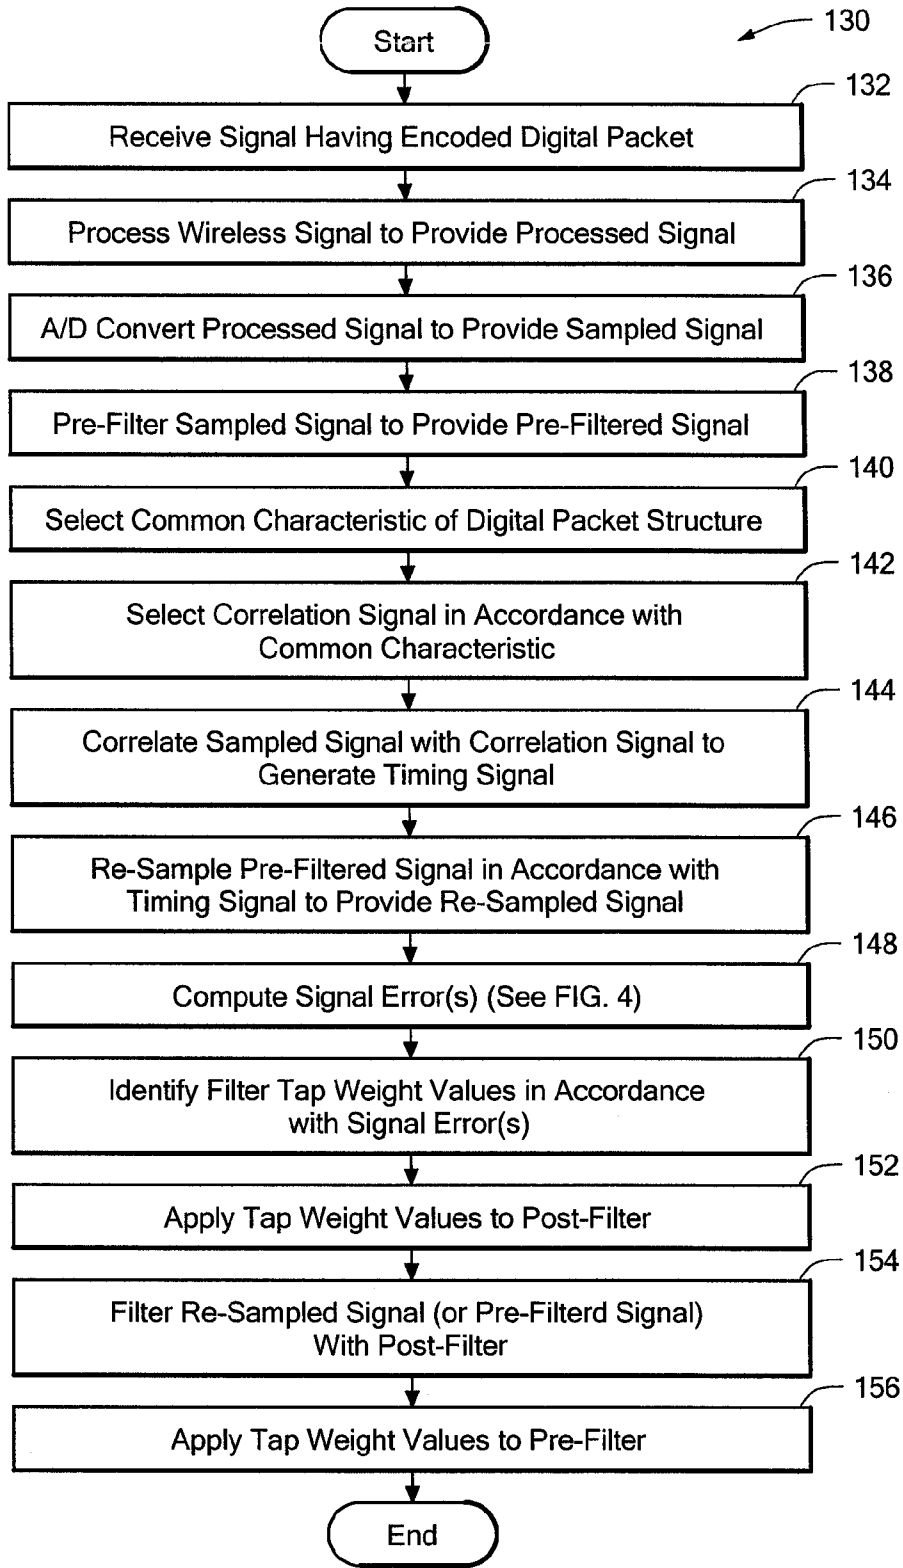 Start
130
132
Receive Signal Having Encoded Digital Packet
134
Process Wireless Signal to Provide Processed Signal
136
A/D Convert Processed Signal to Provide Sampled Signal
138
Pre-Filter Sampled Signal to Provide Pre-Filtered Signal
140
Select Common Characteristic of Digital Packet Structure
142
Select Correlation Signal in Accordance with
Common Characteristic
144
Correlate Sampled Signal with Correlation Signal to
Generate Timing Signal
146
Re-Sample Pre-Filtered Signal in Accordance with
Timing Signal to Provide Re-Sampled Signal
148
Compute Signal Error(s) (See FIG. 4)
150
Identify Filter Tap Weight Values in Accordance
with Signal Error(s)
152
Apply Tap Weight Values to Post-Filter
154
Filter Re-Sampled Signal (or Pre-Filterd Signal)
With Post-Filter
156
Apply Tap Weight Values to Pre-Filter
End